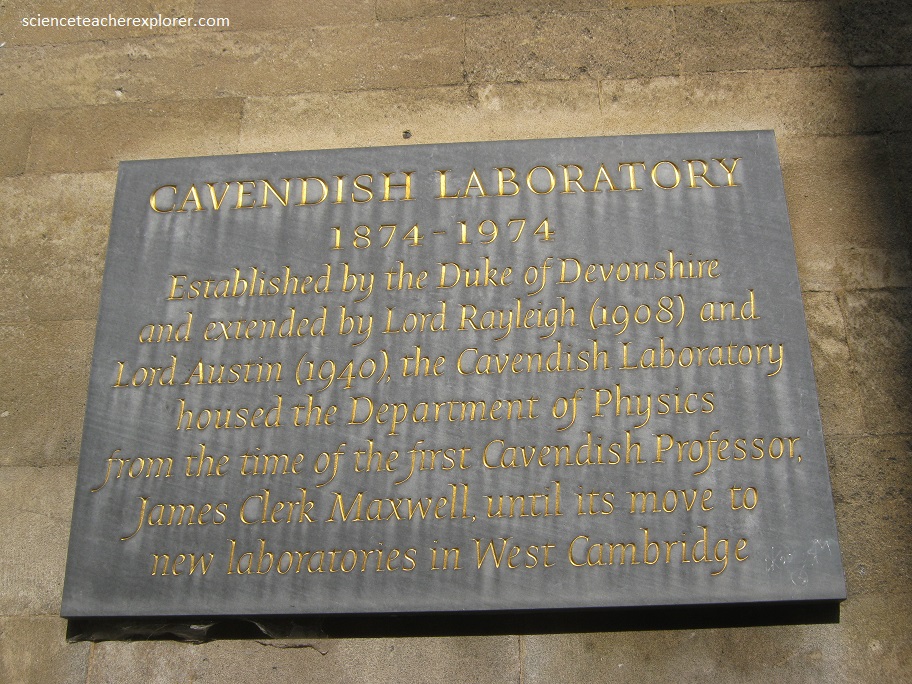 scienceteacherexplorer.com
CAVENDISH LABORATORY
1874 - 1974
Established by the Duke of Devonshire
and extended by Lord Rayleigh (1908) and
Lord Austin (1940), the Cavendish Laboratory
housed the Department of Physics
from the time of the first Cavendish Professor,
James Clerk Maxwell, until its move to
new laboratories in West Cambridge